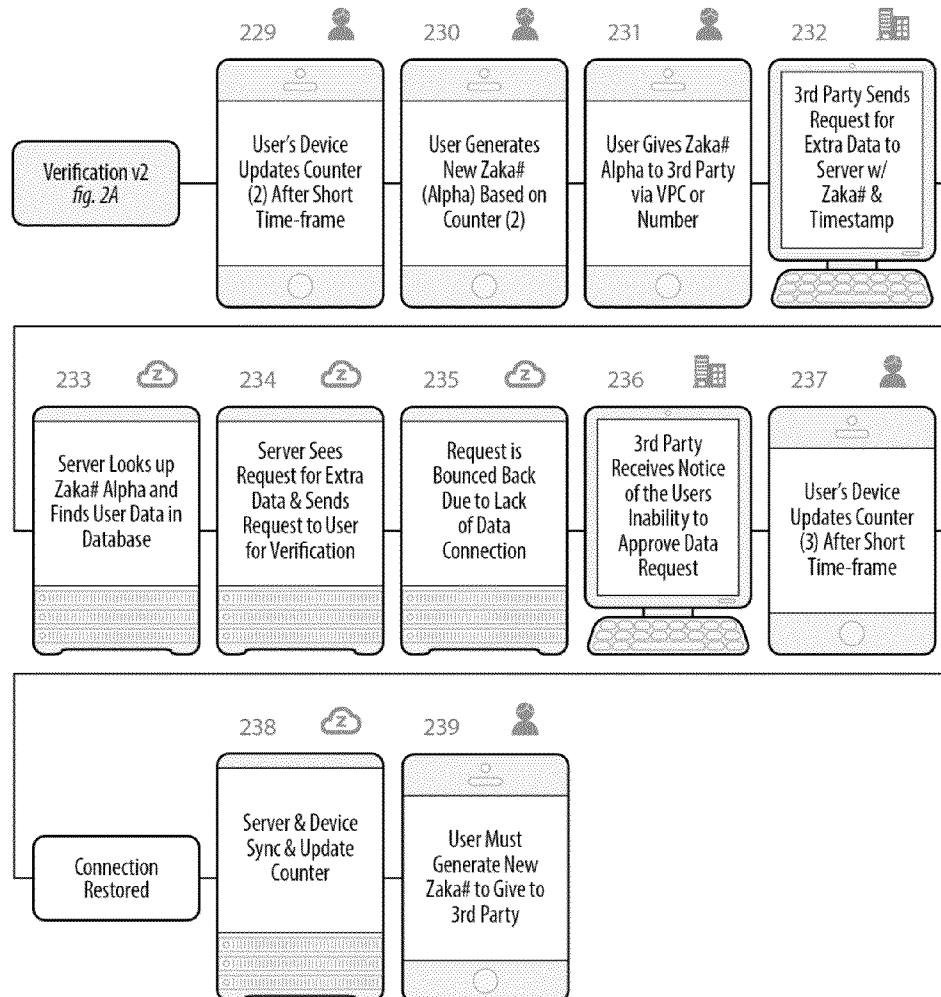 229
230
231
232
Verification v2
fig. 2A
User's Device
Updates Counter
(2) After Short
Time-frame
User Generates
New Zaka#
(Alpha) Based on
Counter (2)
User Gives Zaka#
Alpha to 3rd Party
via VPC or
Number
3rd Party Sends
Request for
Extra Data to
Server w/
Zaka# &
Timestamp
233
Z
234
Z
235
Z
236
237
Server Looks up
Zaka# Alpha and
Finds User Data in
Database
Server Sees
Request for Extra
Data & Sends
Request to User
for Verification
Request is
Bounced Back
Due to Lack
of Data
Connection
3rd Party
Receives Notice
of the Users
Inability to
Approve Data
Request
User's Device
Updates Counter
(3) After Short
Time-frame
238
Z
239
Connection
Restored
Server & Device
Sync & Update
Counter
User Must
Generate New
Zaka# to Give to
3rd Party